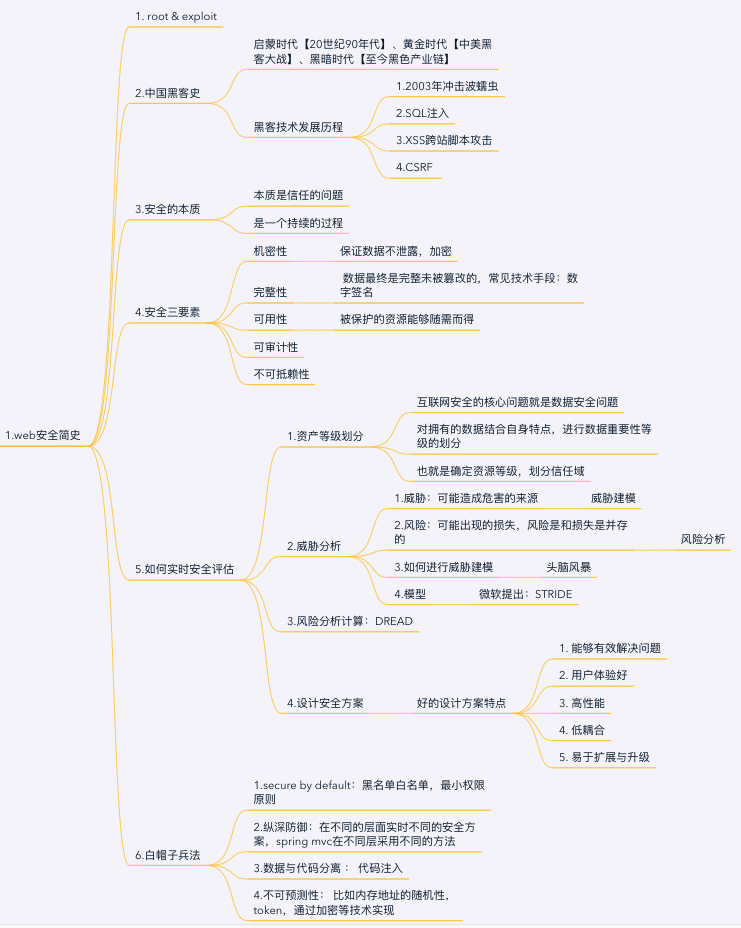 1.web安全简史
1. root & exploit
2.中国黑客史
启蒙时代【20世纪90年代】、黄金时代【中美黑
客大战】、黑暗时代【至今黑色产业链】
黑客技术发展历程
1.2003年冲击波蠕虫
2.SQL注入
3.XSS跨站脚本攻击
4.CSRF
3.安全的本质
本质是信任的问题
是一个持续的过程
4.安全三要素
机密性
保证数据不泄露，加密
完整性
数据最终是完整未被篡改的，常见技术手段：数
字签名
可用性
被保护的资源能够随需而得
可审计性
不可抵赖性
5.如何实时安全评估
1.资产等级划分
互联网安全的核心问题就是数据安全问题
对拥有的数据结合自身特点，进行数据重要性等
级的划分
也就是确定资源等级，划分信任域
2.威胁分析
1.威胁：可能造成危害的来源
威胁建模
2.风险：可能出现的损失，风险是和损失是并存
的
风险分析
3.如何进行威胁建模
头脑风暴
4.模型
微软提出：STRIDE
3.风险分析计算：DREAD
4.设计安全方案
好的设计方案特点
1. 能够有效解决问题
2. 用户体验好
3. 高性能
4. 低耦合
5. 易于扩展与升级
6.白帽子兵法
1.secure by default：黑名单白名单，最小权限
原则
2.纵深防御：在不同的层面实时不同的安全方
案，spring mvc在不同层采用不同的方法
3.数据与代码分离 ： 代码注入
4.不可预测性： 比如内存地址的随机性，
token，通过加密等技术实现